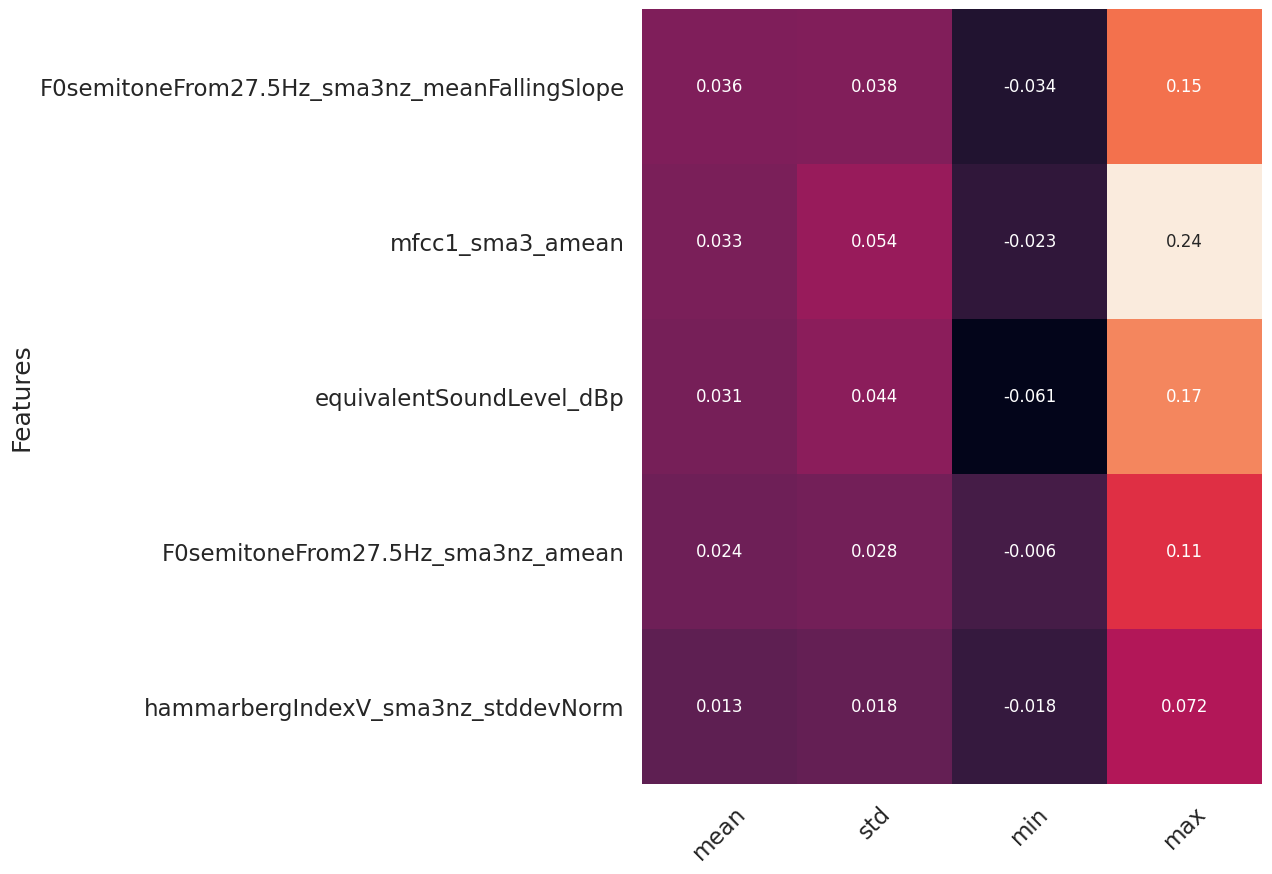 Features
F0semitoneFrom27.5Hz_sma3nz_meanFallingSlope 0.036 0.038 -0.034 0.15
mfcc1_sma3_amean 0.033 0.054 -0.023 0.24
equivalentSoundLevel_dBp 0.031 0.044 -0.061 0.17
F0semitoneFrom27.5Hz_sma3nz_amean 0.024 0.028 -0.006 0.11
hammarbergIndexV_sma3nz_stddevNorm 0.013 0.018 -0.018 0.072
mean std min max